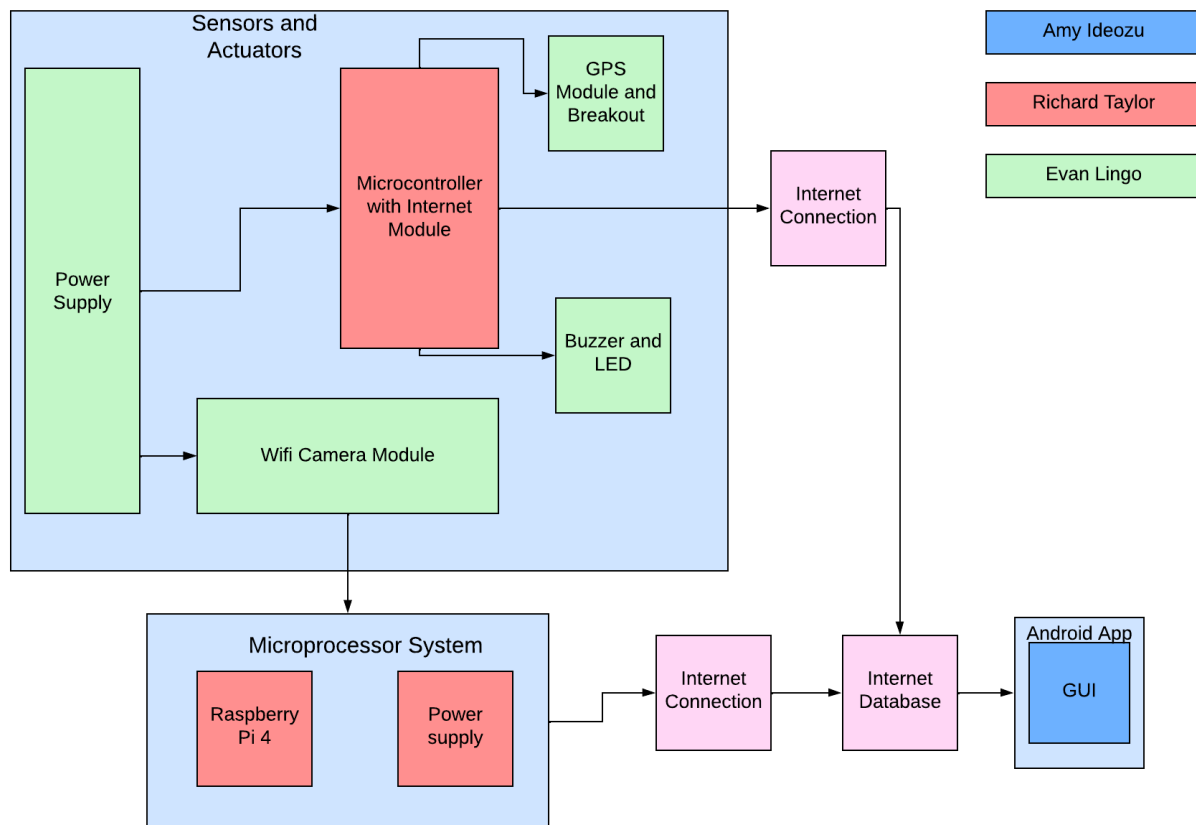 Sensors and
Actuators
Power
Supply
Microcontroller
with Internet
Module
GPS
Module and
Breakout
Buzzer and
LED
Wifi Camera Module
Internet
Connection
Amy Ideozu
Richard Taylor
Evan Lingo
Microprocessor System
Raspberry
Pi 4
Power
supply
Internet
Connection
Internet
Database
Android App
GUI